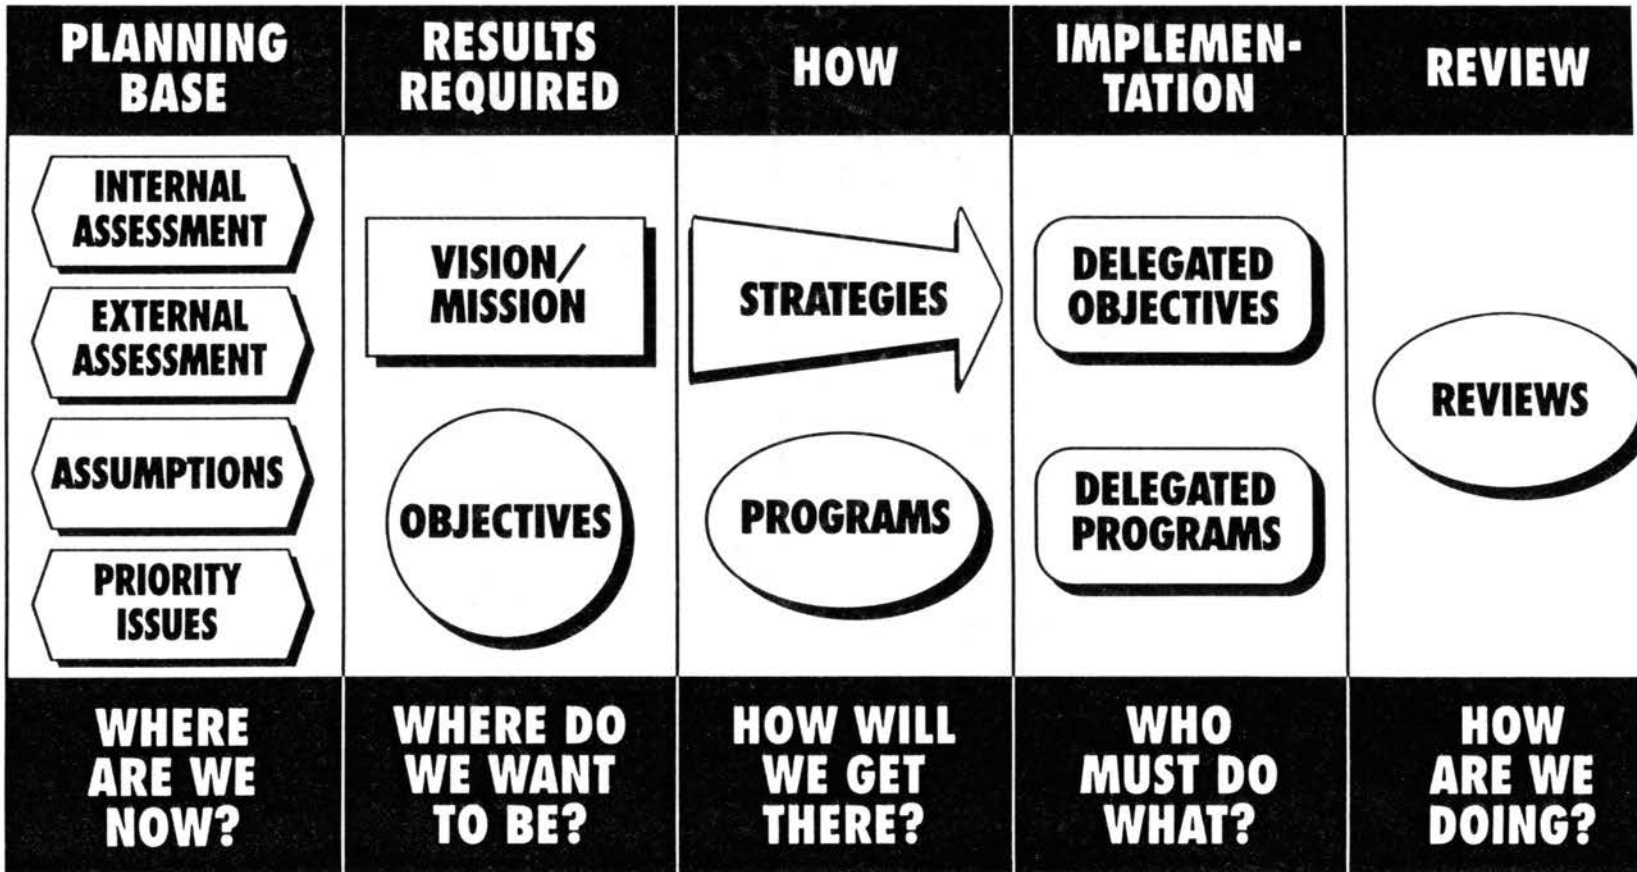 PLANNING
BASE
RESULTS
REQUIRED
HOW
IMPLEMEN-
TATION
REVIEW
INTERNAL
ASSESSMENT
EXTERNAL
ASSESSMENT
ASSUMPTIONS
PRIORITY
ISSUES
VISION/
MISSION
OBJECTIVES
STRATEGIES
PROGRAMS
DELEGATED
OBJECTIVES
DELEGATED
PROGRAMS
REVIEWS
WHERE
ARE WE
NOW?
WHERE DO
WE WANT
TO BE?
HOW WILL
WE GET
THERE?
WHO
MUST DO
WHAT?
HOW
ARE WE
DOING?